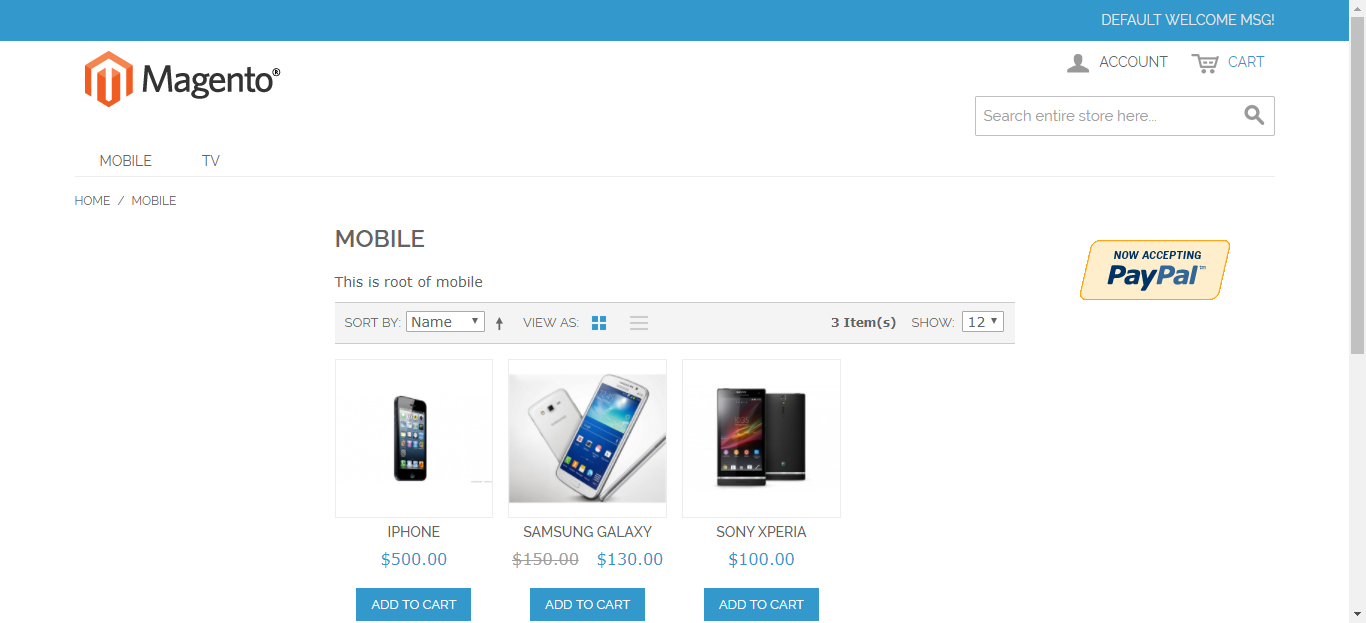 DEFAULT WELCOME MSG!
Magento®
ACCOUNT
CART
Search entire store here...
MOBILE
TV
HOME / MOBILE
MOBILE
NOW ACCEPTING
PayPal™
This is root of mobile
SORT BY: Name
VIEW AS:
3 Item(s)
SHOW: 12
IPHONE
SAMSUNG GALAXY
SONY XPERIA
$500.00
$150.00 $130.00
$100.00
ADD TO CART
ADD TO CART
ADD TO CART